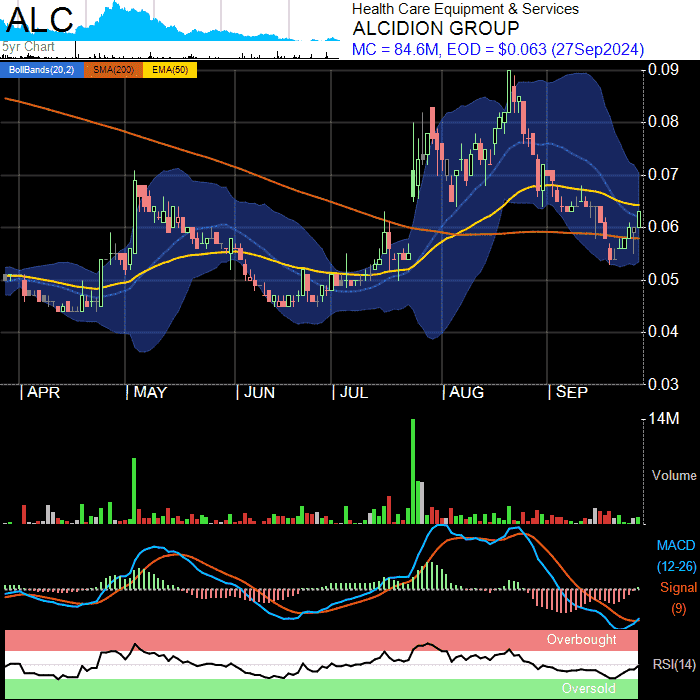 ALC
5yr Chart
Health Care Equipment & Services
ALCIDION GROUP
MC = 84.6M, EOD = $0.063 (27Sep2024)
BollBands(20,2) SMA(200) EMA(50)
0.09
0.08
0.07
0.06
0.05
0.04
0.03
APR MAY JUN JUL AUG SEP
14M
Volume
MACD
(12-26)
Signal
(9)
Overbought
RSI(14)
Oversold